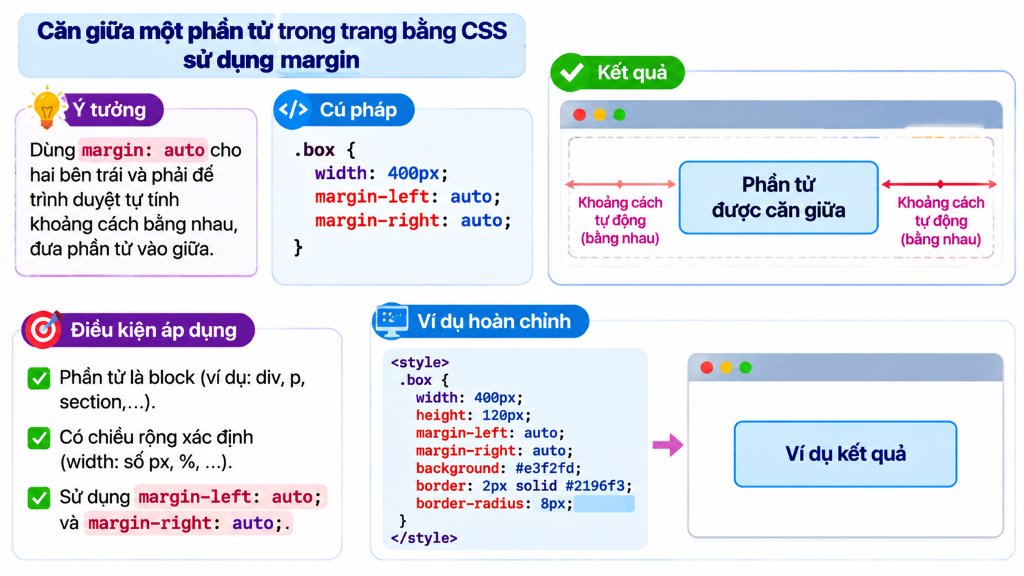 Căn giữa một phần tử trong trang bằng CSS
sử dụng margin
Ý tưởng
Dùng margin: auto cho
hai bên trái và phải để
trình duyệt tự tính
khoảng cách bằng nhau,
đưa phần tử vào giữa.
</> Cú pháp
.box {
width: 400px;
margin-left: auto;
margin-right: auto;
}
Kết quả
Khoảng cách
tự động
(bằng nhau)
Phần tử
được căn giữa
Khoảng cách
tự động
(bằng nhau)
Điều kiện áp dụng
Phần tử là block (ví dụ: div, p,
section,...).
Có chiều rộng xác định
(width: số px, %, ...).
Sử dụng margin-left: auto;
và margin-right: auto;.
Ví dụ hoàn chỉnh
<style>
.box {
width: 400px;
height: 120px;
margin-left: auto;
margin-right: auto;
background: #e3f2fd;
border: 2px solid #2196f3;
border-radius: 8px;
}
</style>
Ví dụ kết quả